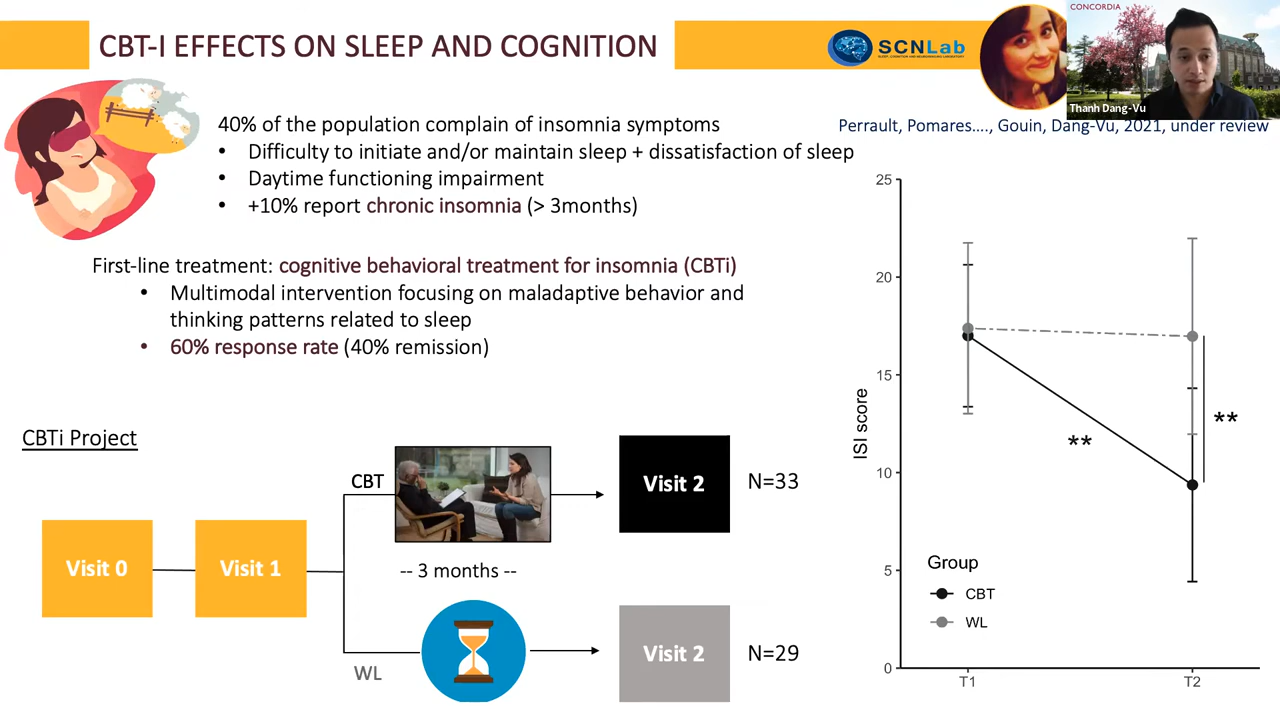 CBT-I EFFECTS ON SLEEP AND COGNITION
SCNLab
SLEEP, COGNITION AND NEUROIMAGING LABORATORY
CONCORDIA
Thanh Dang-Vu
40% of the population complain of insomnia symptoms
• Difficulty to initiate and/or maintain sleep + dissatisfaction of sleep
• Daytime functioning impairment
• +10% report chronic insomnia (> 3months)
First-line treatment: cognitive behavioral treatment for insomnia (CBTi)
• Multimodal intervention focusing on maladaptive behavior and
thinking patterns related to sleep
• 60% response rate (40% remission)
CBTi Project
Visit 0
Visit 1
CBT
-- 3 months --
WL
Visit 2
N=33
Visit 2
N=29
Perrault, Pomares...., Gouin, Dang-Vu, 2021, under review
25
20
15
10
5
0
ISI score
**
**
Group
CBT
WL
T1
T2